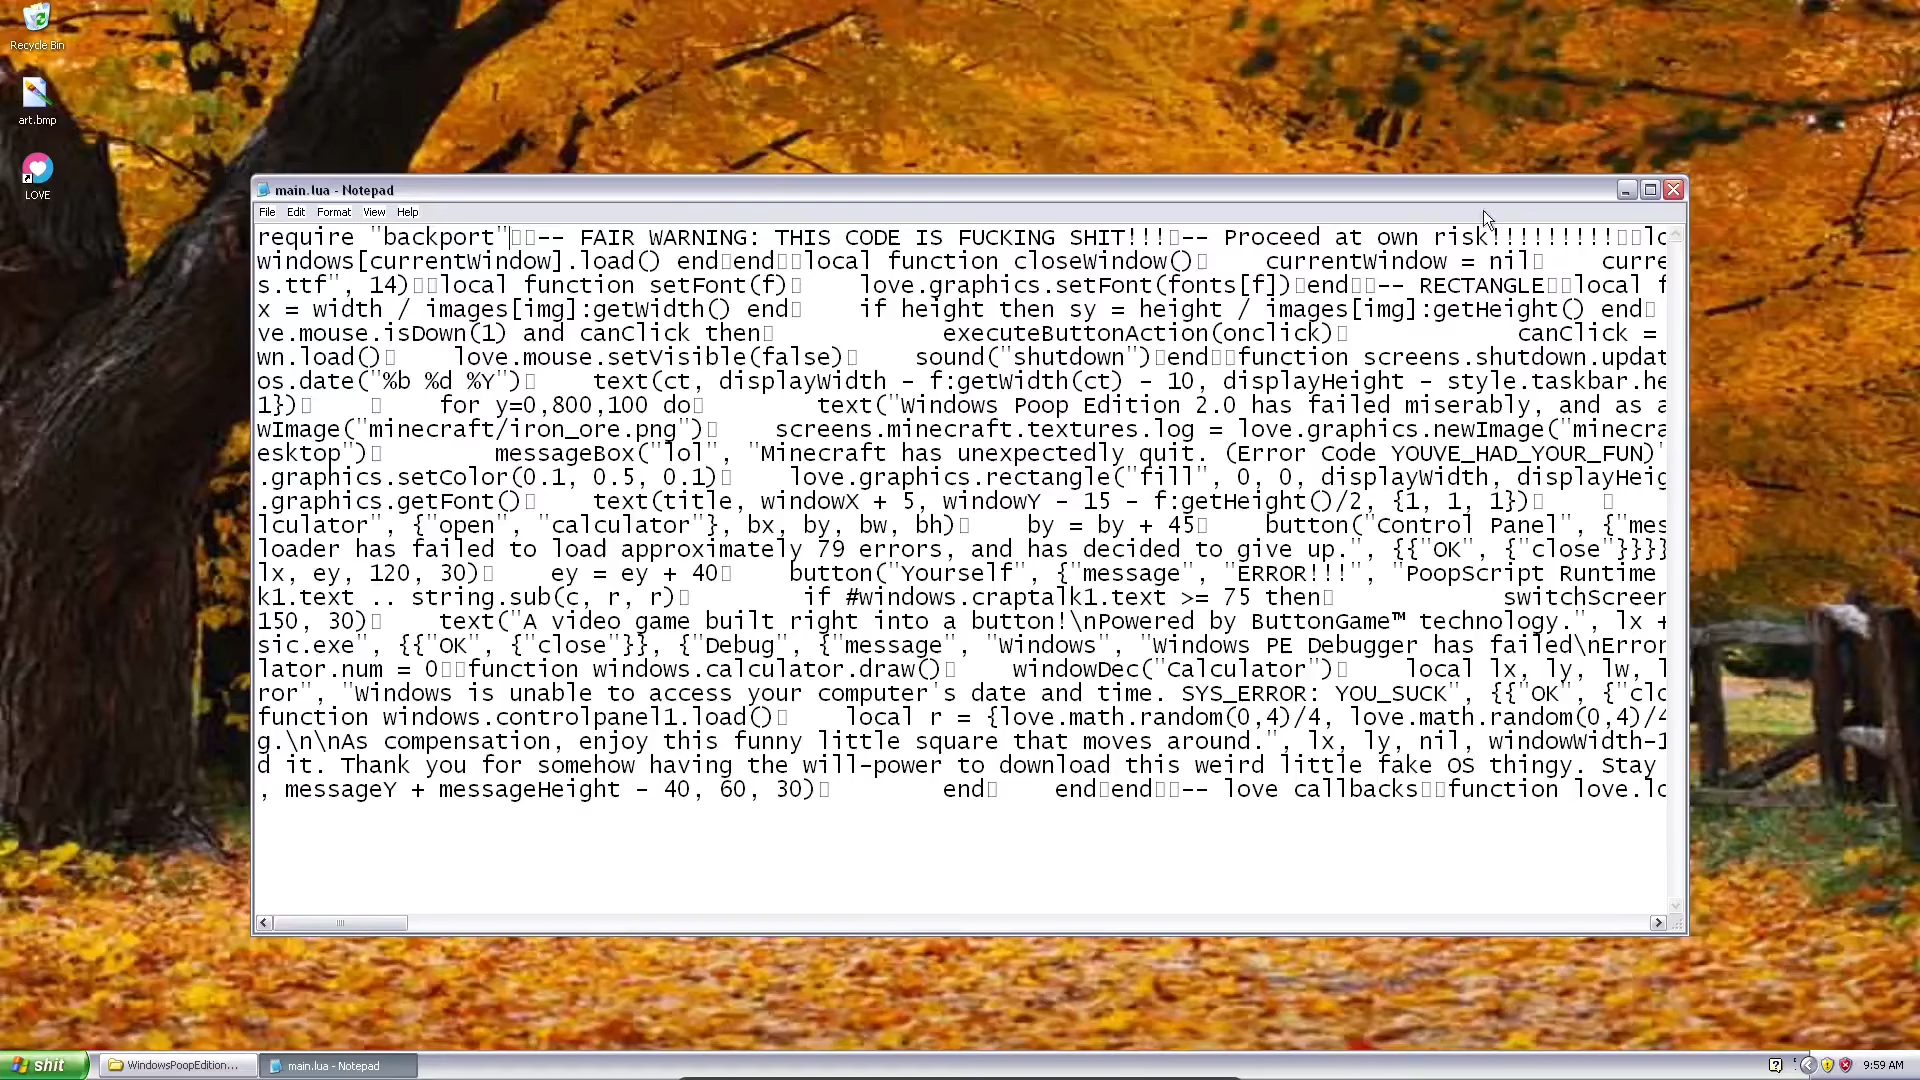 Recycle Bin
art.bmp
LOVE
main.lua - Notepad
File Edit Format View Help
require "backport"▯▯-- FAIR WARNING: THIS CODE IS FUCKING SHIT!!!▯-- Proceed at own risk!!!!!!!!!▯▯lo
windows[currentWindow].load() end▯end▯▯local function closeWindow()▯    currentWindow = nil▯    curre
s.ttf", 14)▯▯local function setFont(f)▯    love.graphics.setFont(fonts[f])▯end▯▯-- RECTANGLE▯▯local f
x = width / images[img]:getWidth() end▯    if height then sy = height / images[img]:getHeight() end▯
ve.mouse.isDown(1) and canClick then▯            executeButtonAction(onclick)▯            canClick =
wn.load()▯    love.mouse.setVisible(false)▯    sound("shutdown")▯end▯▯function screens.shutdown.updat
os.date("%b %d %Y")▯    text(ct, displayWidth - f:getWidth(ct) - 10, displayHeight - style.taskbar.he
1})▯    ▯    for y=0,800,100 do▯        text("Windows Poop Edition 2.0 has failed miserably, and as a
wImage("minecraft/iron_ore.png")▯    screens.minecraft.textures.log = love.graphics.newImage("minecra
esktop")▯        messageBox("lol", "Minecraft has unexpectedly quit. (Error Code YOUVE_HAD_YOUR_FUN)"
.graphics.setColor(0.1, 0.5, 0.1)▯    love.graphics.rectangle("fill", 0, 0, displayWidth, displayHeig
.graphics.getFont()▯    text(title, windowX + 5, windowY - 15 - f:getHeight()/2, {1, 1, 1})▯    ▯
lculator", {"open", "calculator"}, bx, by, bw, bh)▯    by = by + 45▯    button("Control Panel", {"mes
loader has failed to load approximately 79 errors, and has decided to give up.", {{"OK", {"close"}}}}
lx, ey, 120, 30)▯    ey = ey + 40▯    button("Yourself", {"message", "ERROR!!!", "PoopScript Runtime
k1.text .. string.sub(c, r, r)▯        if #windows.craptalk1.text >= 75 then▯            switchScreen
150, 30)▯    text("A video game built right into a button!\nPowered by ButtonGame™ technology.", lx +
sic.exe", {{"OK", {"close"}}, {"Debug", {"message", "Windows", "Windows PE Debugger has failed\nError
lator.num = 0▯▯function windows.calculator.draw()▯    windowDec("Calculator")▯    local lx, ly, lw, l
ror", "Windows is unable to access your computer's date and time. SYS_ERROR: YOU_SUCK", {{"OK", {"clo
function windows.controlpanel1.load()▯    local r = {love.math.random(0,4)/4, love.math.random(0,4)/4
g.\n\nAs compensation, enjoy this funny little square that moves around.", lx, ly, nil, windowWidth-1
d it. Thank you for somehow having the will-power to download this weird little fake OS thingy. Stay
, messageY + messageHeight - 40, 60, 30)▯        end▯    end▯end▯▯-- love callbacks▯▯function love.lo
shit WindowsPoopEdition... main.lua - Notepad 9:59 AM